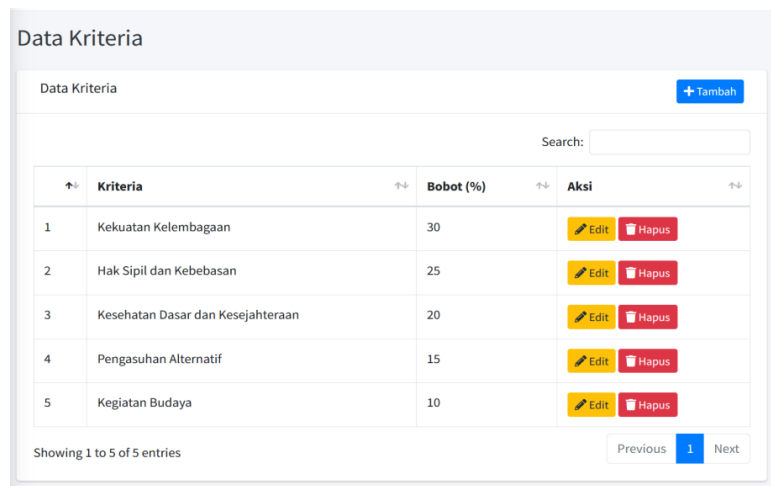 Data Kriteria
Data Kriteria
Tambah
Search:
Kriteria Bobot (%) Aksi
1 Kekuatan Kelembagaan 30 Edit Hapus
2 Hak Sipil dan Kebebasan 25 Edit Hapus
3 Kesehatan Dasar dan Kesejahteraan 20 Edit Hapus
4 Pengasuhan Alternatif 15 Edit Hapus
5 Kegiatan Budaya 10 Edit Hapus
Showing 1 to 5 of 5 entries Previous 1 Next